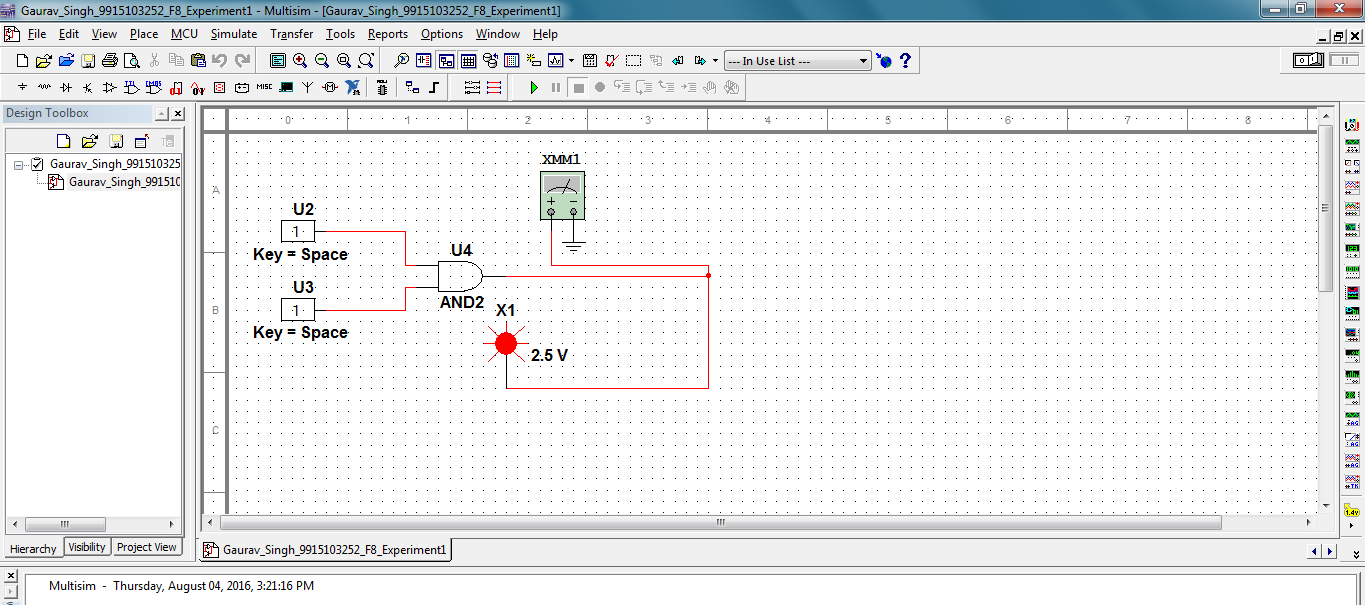 Gaurav_Singh_9915103252_F8_Experiment1 - Multisim - [Gaurav_Singh_9915103252_F8_Experiment1]
File Edit View Place MCU Simulate Transfer Tools Reports Options Window Help
--- In Use List ---
MISC
Design Toolbox
0 1 2 3 4 5 6 7 8
Gaurav_Singh_991510325
Gaurav_Singh_991510
A
B
C
XMM1
U2
1
Key = Space
U4
AND2
U3
1
Key = Space
X1
2.5 V
Hierarchy Visibility Project View
Gaurav_Singh_9915103252_F8_Experiment1
Multisim - Thursday, August 04, 2016, 3:21:16 PM